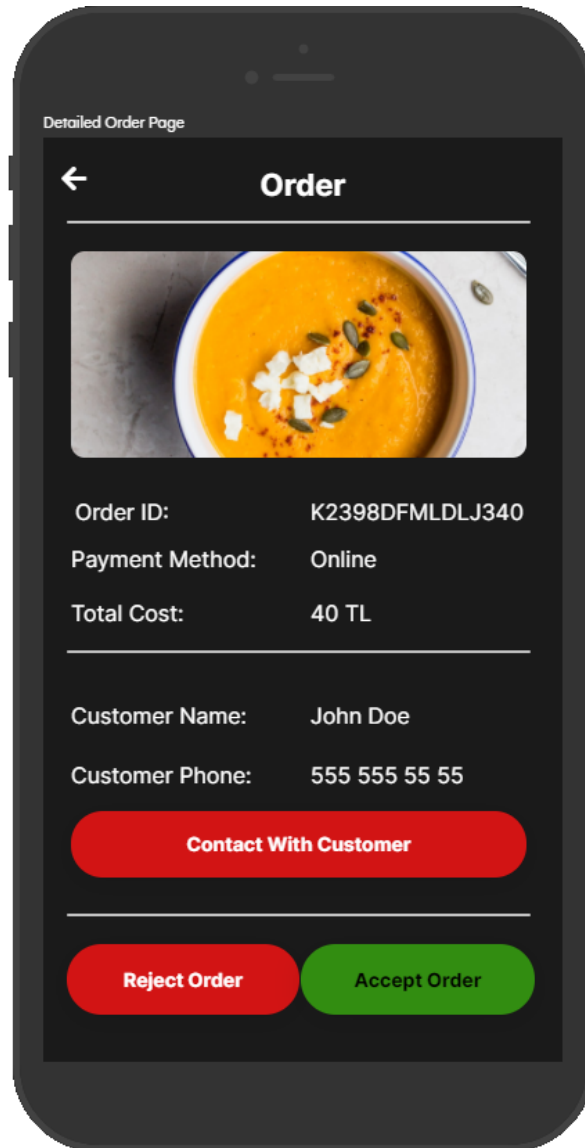 Detailed Order Page
Order
Order ID: K2398DFMLDLJ340
Payment Method: Online
Total Cost: 40 TL
Customer Name: John Doe
Customer Phone: 555 555 55 55
Contact With Customer
Reject Order Accept Order